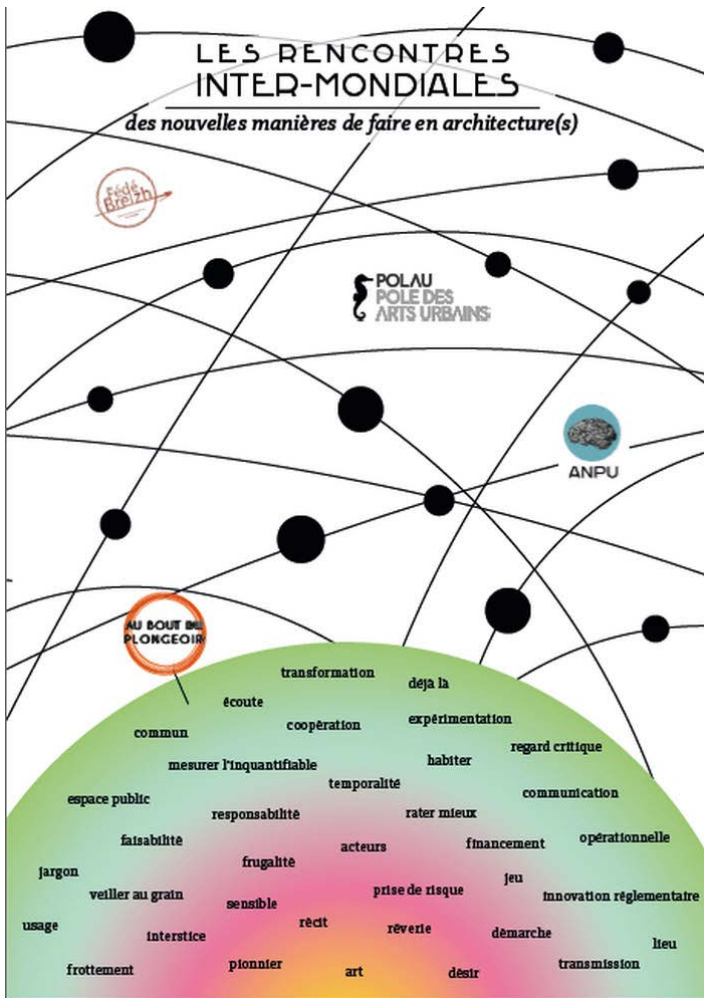 LES RENCONTRES
INTER-MONDIALES
des nouvelles manières de faire en architecture(s)
Fédé
Breizh
POLAU
POLE DES
ARTS URBAINS
ANPU
AU BOUT DU
PLONGEOIR
transformation
déjà là
écoute
commun
coopération
expérimentation
regard critique
mesurer l'inquantifiable
habiter
temporalité
espace public
communication
responsabilité
rater mieux
faisabilité
acteurs
financement
opérationnelle
frugalité
jargon
jeu
veiller au grain
sensible
prise de risque
innovation réglementaire
usage
interstice
récit
rêverie
démarche
lieu
frottement
pionnier
art
désir
transmission